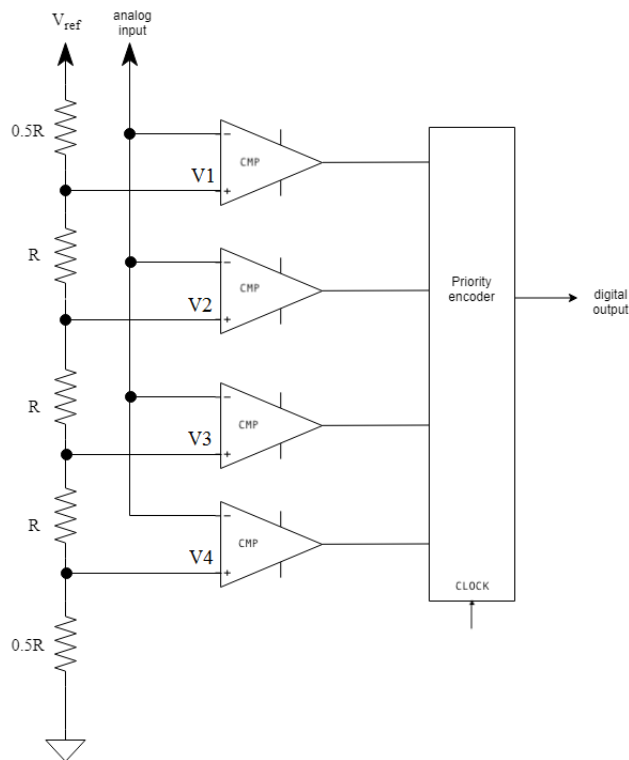 Vref
analog
input
0.5R
−
CMP
V1
+
R
−
CMP
V2
+
Priority
encoder
digital
output
R
−
CMP
V3
+
R
−
CMP
V4
+
CLOCK
0.5R